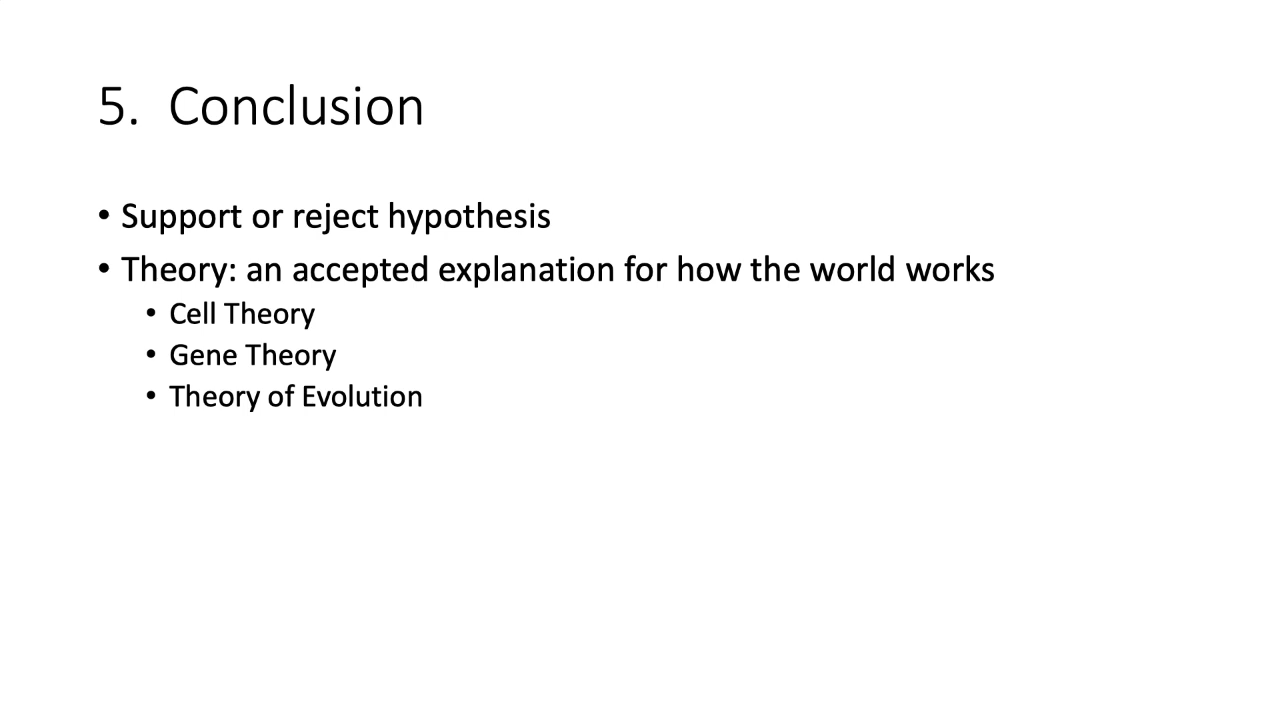 5. Conclusion
• Support or reject hypothesis
• Theory: an accepted explanation for how the world works
• Cell Theory
• Gene Theory
• Theory of Evolution